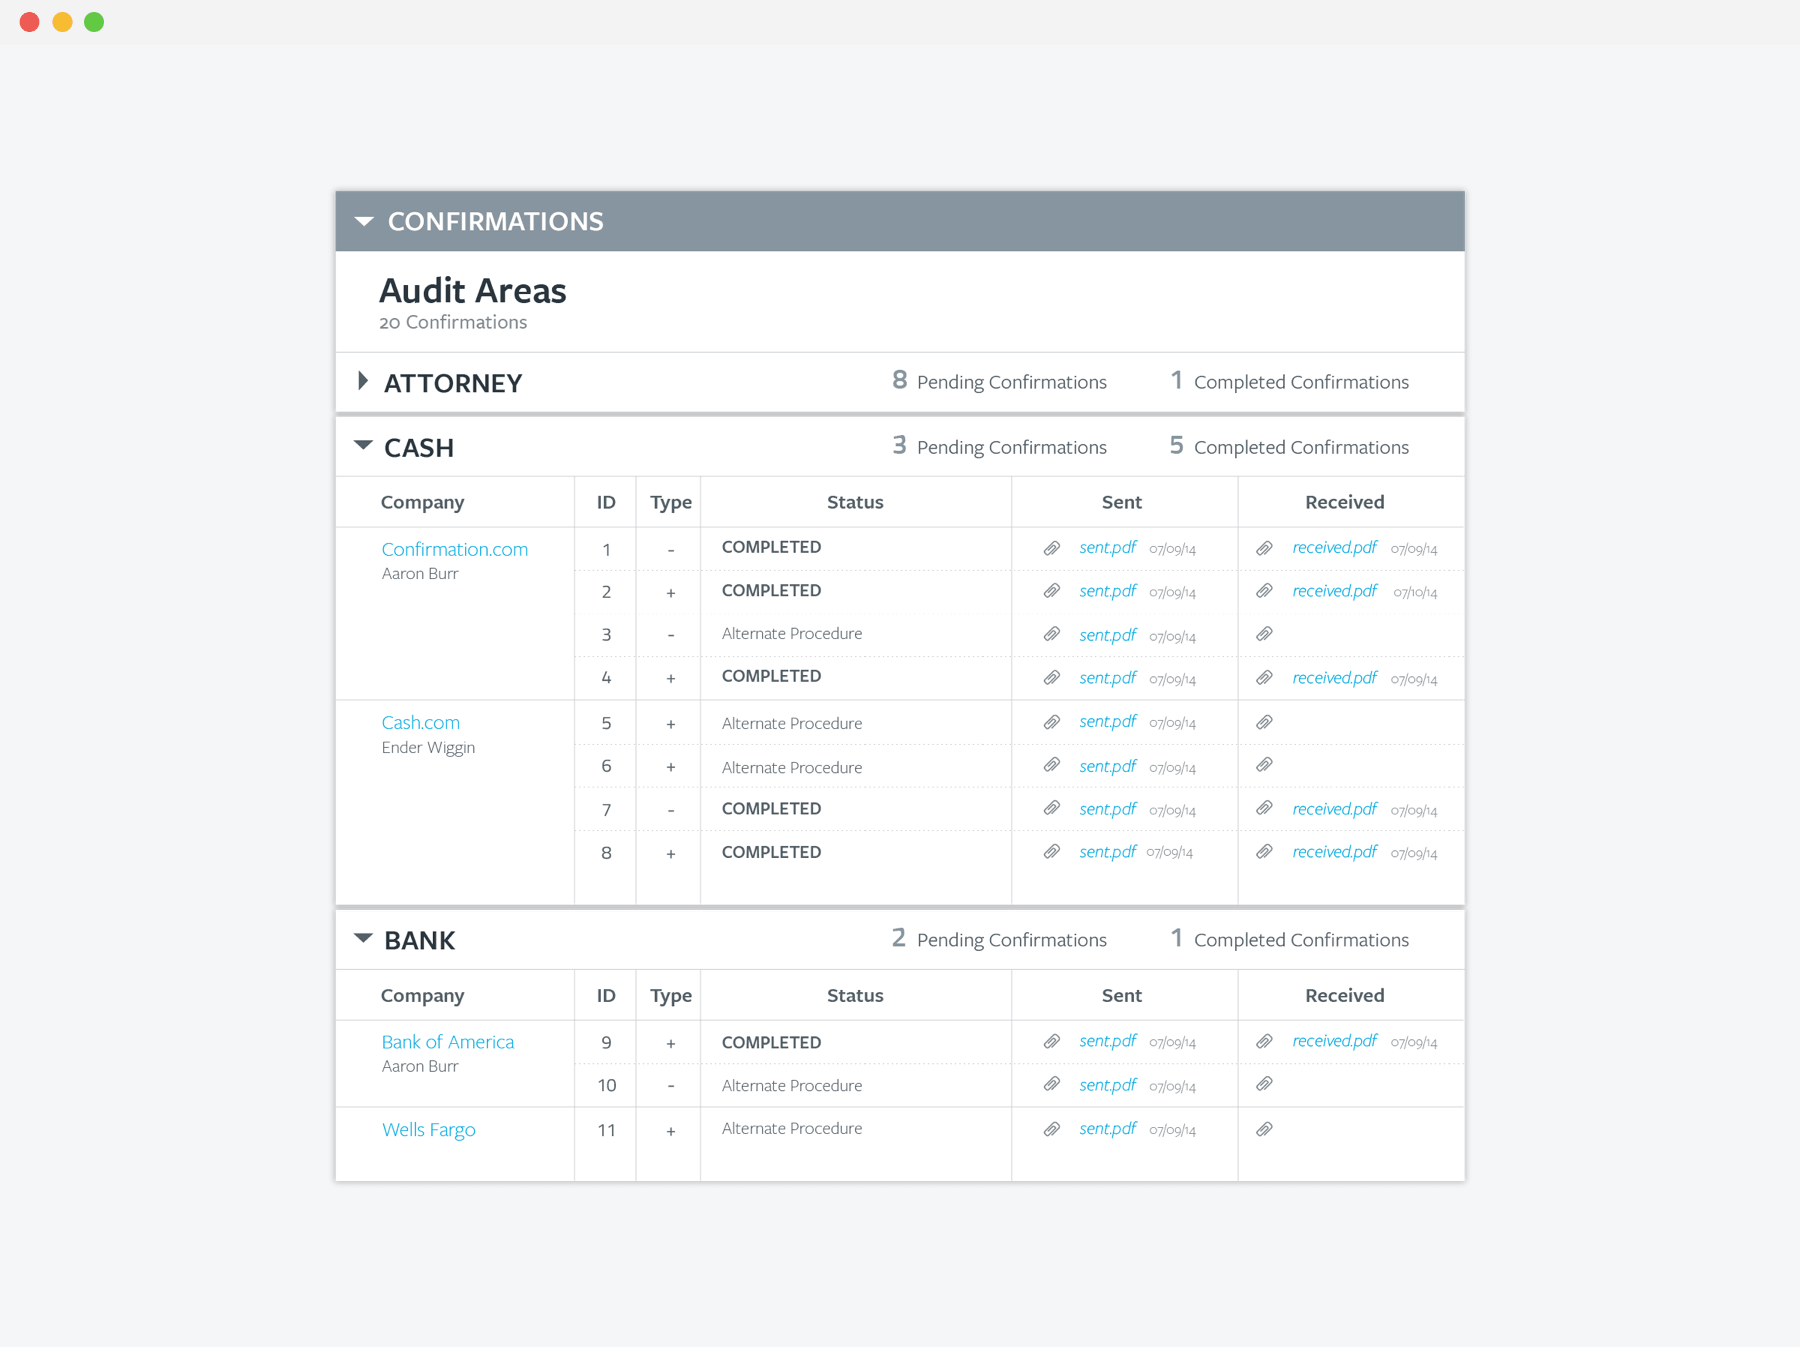 CONFIRMATIONS
Audit Areas
20 Confirmations
ATTORNEY 8 Pending Confirmations 1 Completed Confirmations
CASH 3 Pending Confirmations 5 Completed Confirmations
Company ID Type Status Sent Received
Confirmation.com 1 - COMPLETED sent.pdf 07/09/14 received.pdf 07/09/14
Aaron Burr
2 + COMPLETED sent.pdf 07/09/14 received.pdf 07/10/14
3 - Alternate Procedure sent.pdf 07/09/14
4 + COMPLETED sent.pdf 07/09/14 received.pdf 07/09/14
Cash.com 5 + Alternate Procedure sent.pdf 07/09/14
Ender Wiggin
6 + Alternate Procedure sent.pdf 07/09/14
7 - COMPLETED sent.pdf 07/09/14 received.pdf 07/09/14
8 + COMPLETED sent.pdf 07/09/14 received.pdf 07/09/14
BANK 2 Pending Confirmations 1 Completed Confirmations
Company ID Type Status Sent Received
Bank of America 9 + COMPLETED sent.pdf 07/09/14 received.pdf 07/09/14
Aaron Burr
10 - Alternate Procedure sent.pdf 07/09/14
Wells Fargo 11 + Alternate Procedure sent.pdf 07/09/14